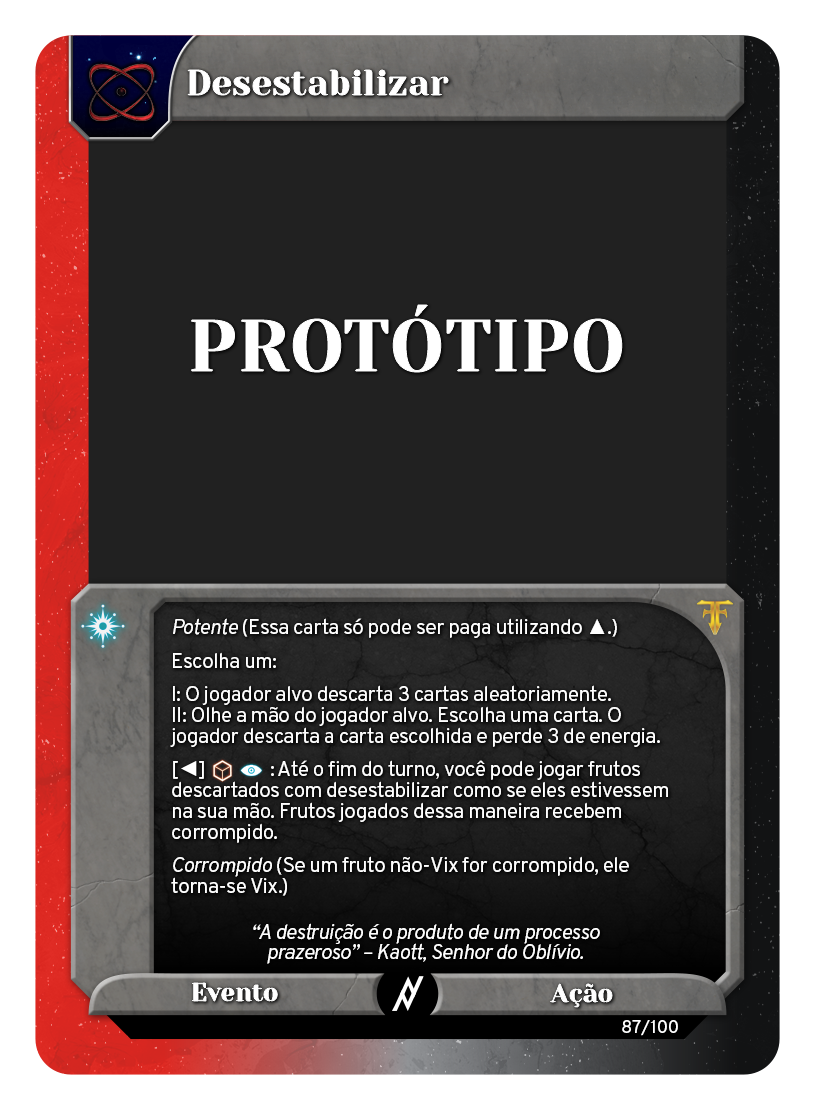 Desestabilizar
PROTÓTIPO
Potente (Essa carta só pode ser paga utilizando ▲.)
Escolha um:
I: O jogador alvo descarta 3 cartas aleatoriamente.
II: Olhe a mão do jogador alvo. Escolha uma carta. O
jogador descarta a carta escolhida e perde 3 de energia.
[◄] : Até o fim do turno, você pode jogar frutos
descartados com desestabilizar como se eles estivessem
na sua mão. Frutos jogados dessa maneira recebem
corrompido.
Corrompido (Se um fruto não-Vix for corrompido, ele
torna-se Vix.)
“A destruição é o produto de um processo
prazeroso” – Kaott, Senhor do Oblívio.
Evento
Ação
87/100